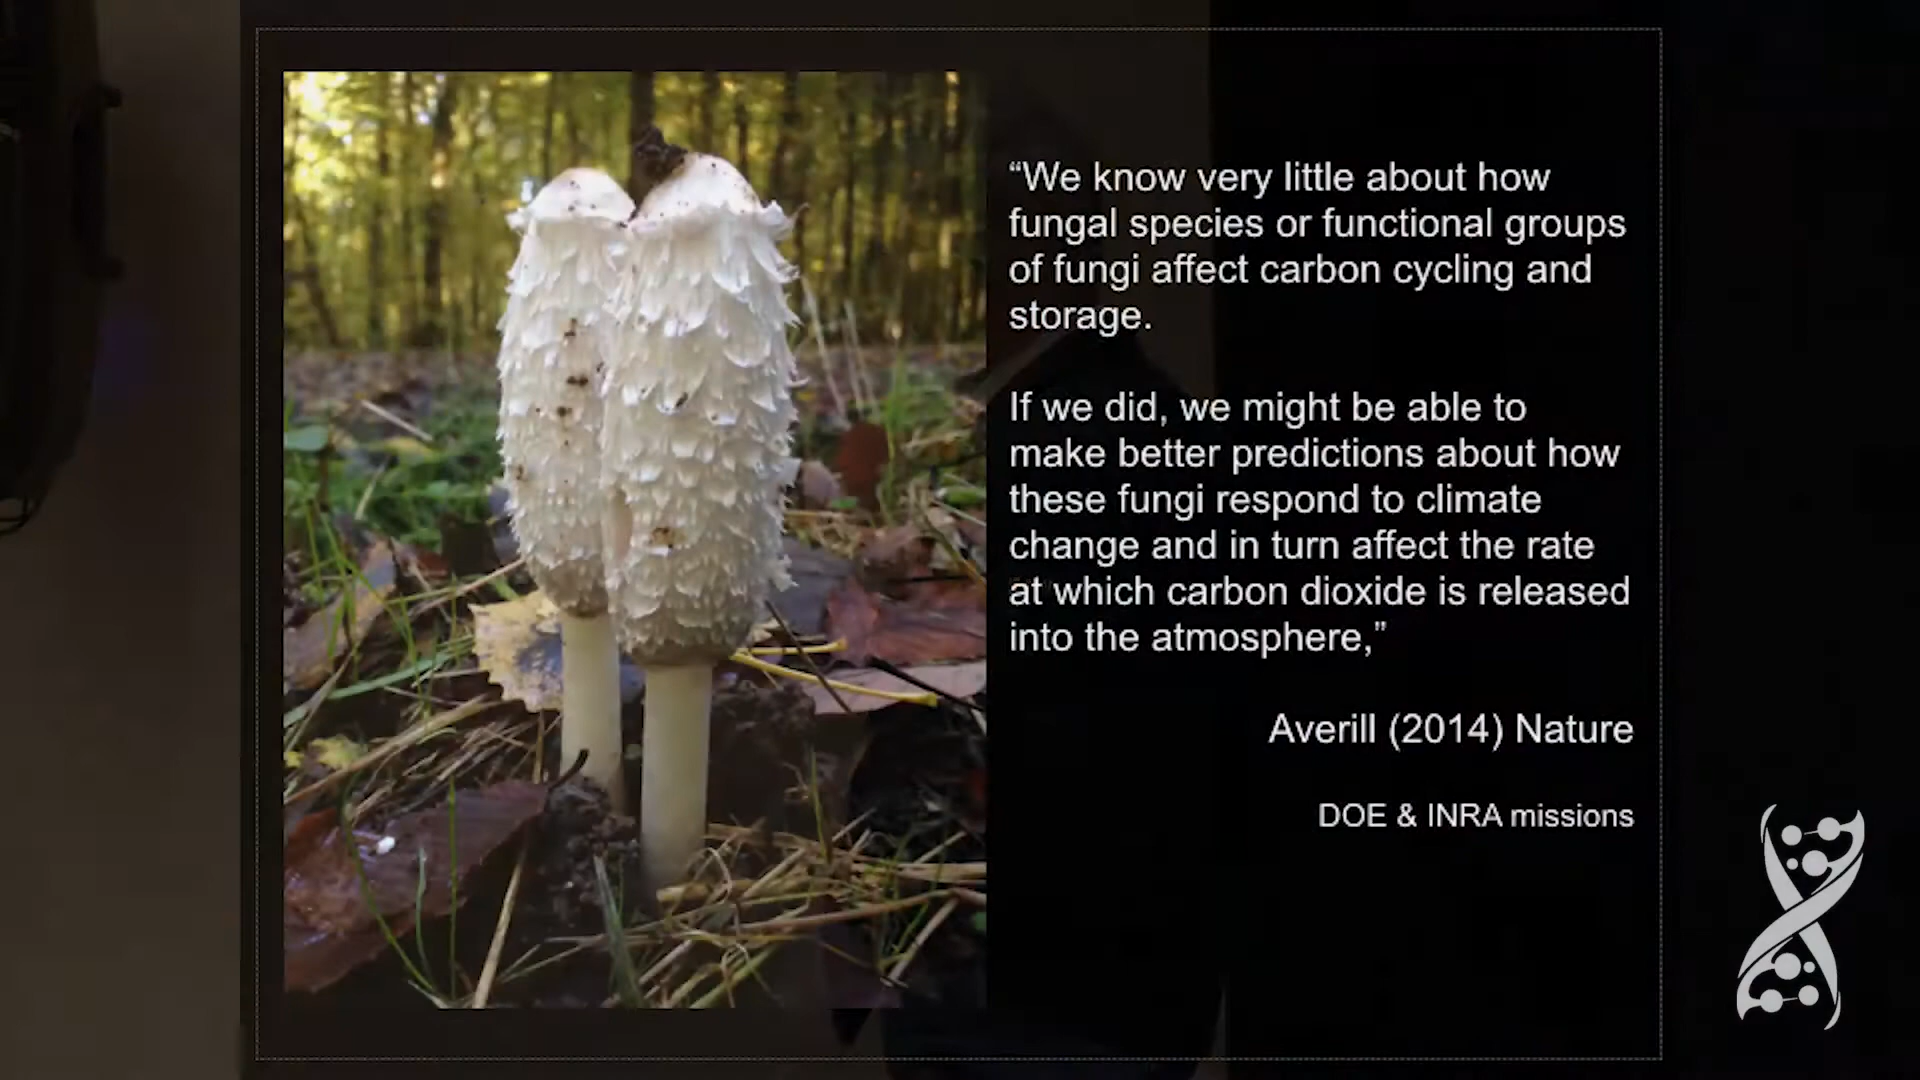 “We know very little about how
fungal species or functional groups
of fungi affect carbon cycling and
storage.
If we did, we might be able to
make better predictions about how
these fungi respond to climate
change and in turn affect the rate
at which carbon dioxide is released
into the atmosphere,”
Averill (2014) Nature
DOE & INRA missions